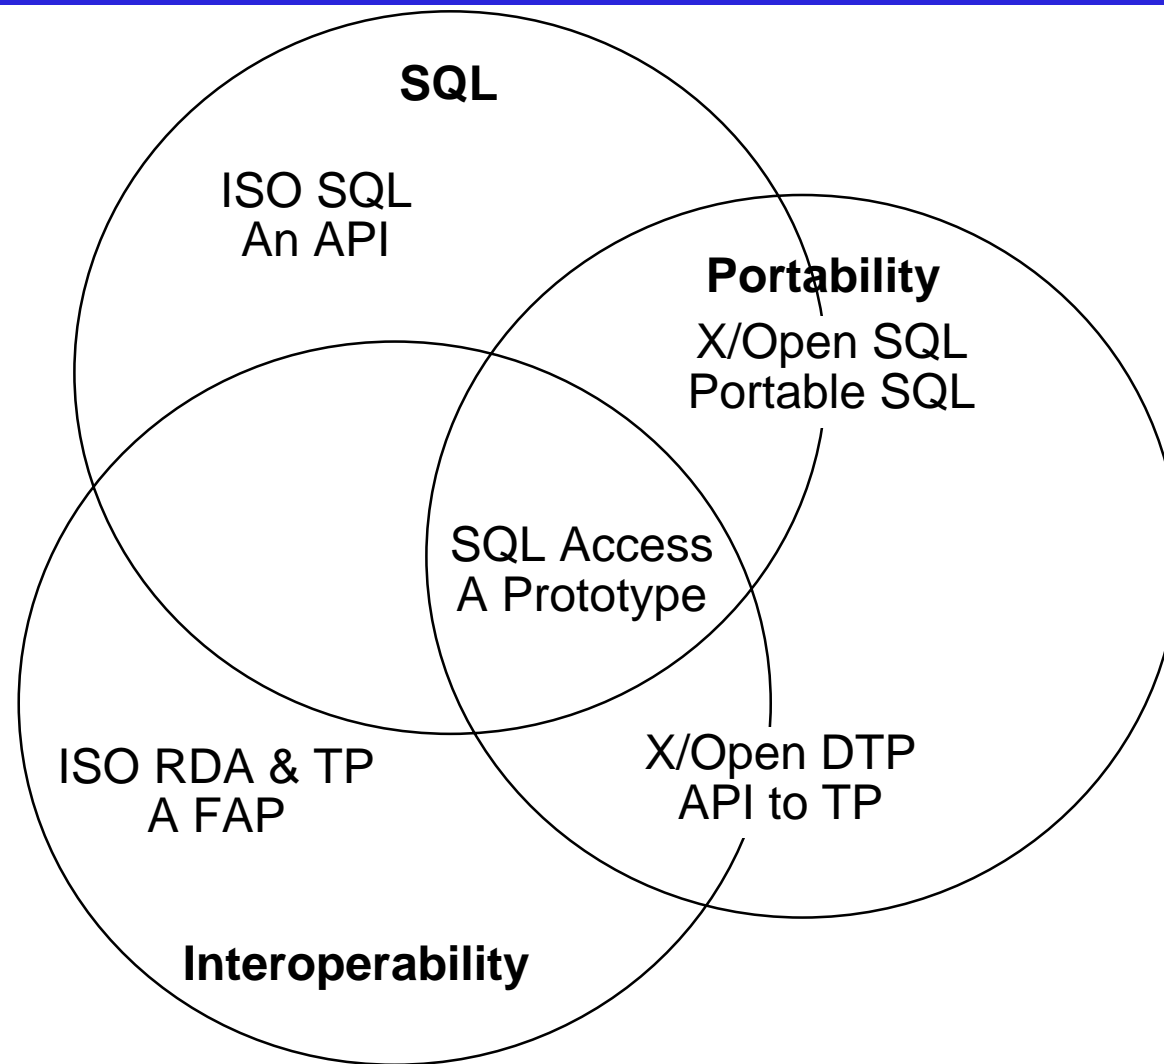 SQL
ISO SQL
An API
Portability
X/Open SQL
Portable SQL
SQL Access
A Prototype
ISO RDA & TP
A FAP
X/Open DTP
API to TP
Interoperability